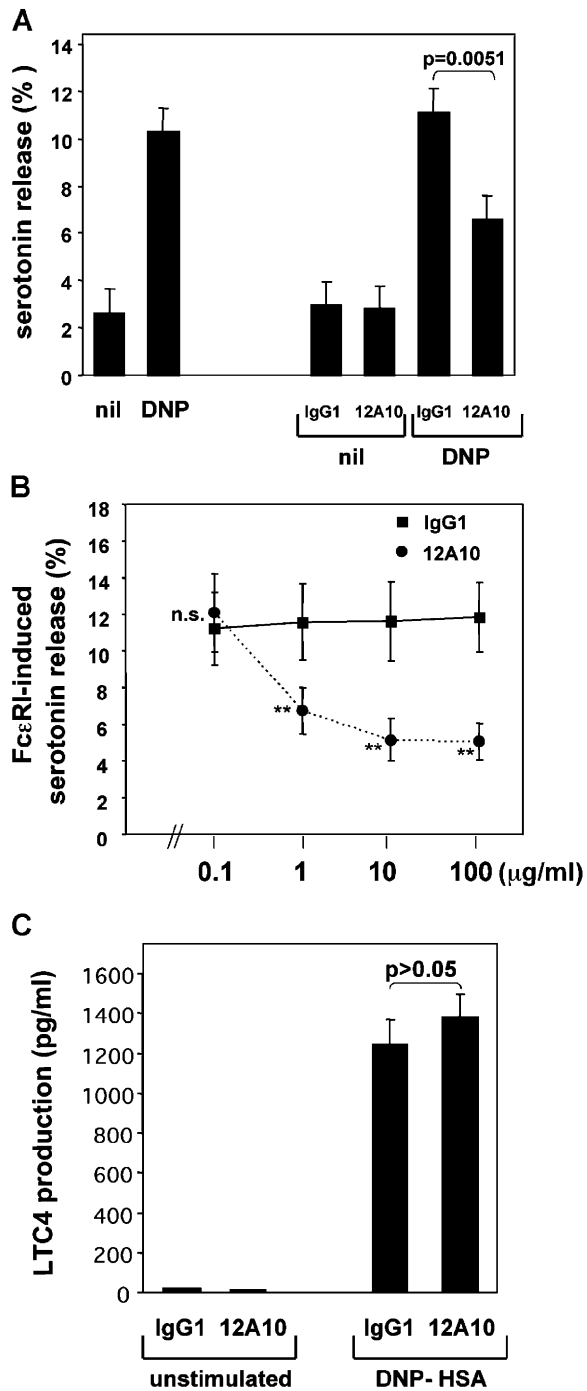 A
serotonin release (% )
14
12
10
8
6
4
2
0
p=0.0051
nil DNP
IgG1 12A10 IgG1 12A10
nil DNP
B
FcεRI-induced
serotonin release (%)
18
16
14
12
10
8
6
4
2
0
IgG1
12A10
n.s.
**
**
**
0.1 1 10 100 (μg/ml)
C
LTC4 production (pg/ml)
1600
1400
1200
1000
800
600
400
200
0
p>0.05
IgG1 12A10 IgG1 12A10
unstimulated DNP- HSA